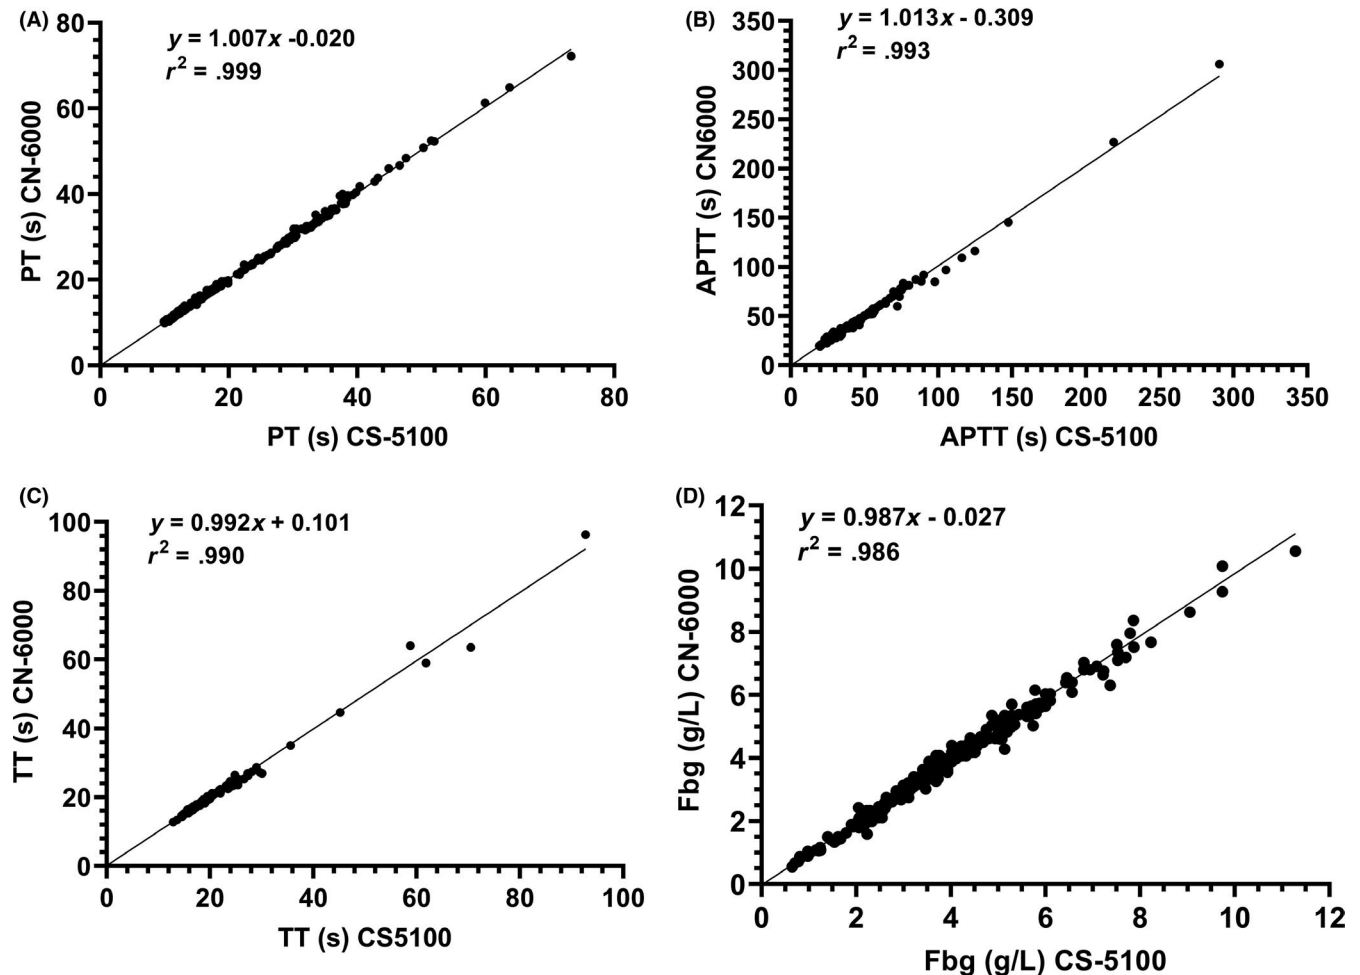 (A)
y = 1.007x -0.020
r² = .999
80
60
40
20
0
0 20 40 60 80
PT (s) CN-6000
PT (s) CS-5100
(B)
y = 1.013x - 0.309
r² = .993
350
300
250
200
150
100
50
0
0 50 100 150 200 250 300 350
APTT (s) CN6000
APTT (s) CS-5100
(C)
y = 0.992x + 0.101
r² = .990
100
80
60
40
20
0
0 20 40 60 80 100
TT (s) CN-6000
TT (s) CS5100
(D)
y = 0.987x - 0.027
r² = .986
12
10
8
6
4
2
0
0 2 4 6 8 10 12
Fbg (g/L) CN-6000
Fbg (g/L) CS-5100